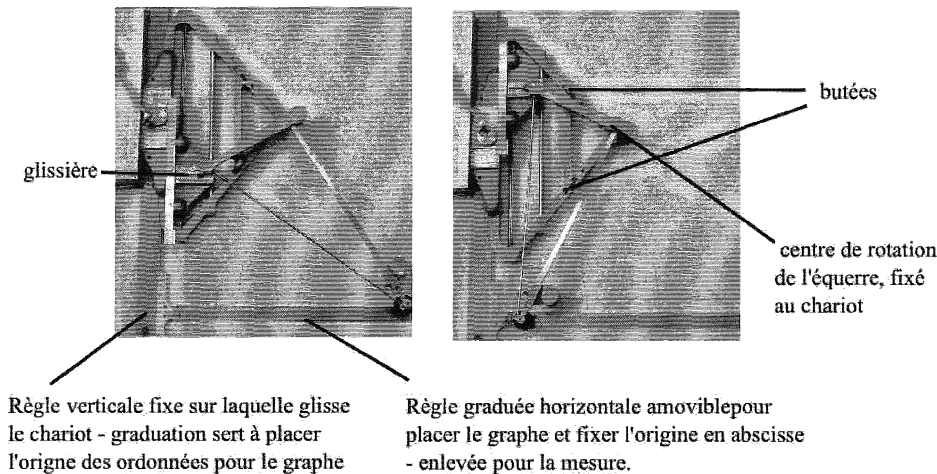 butées
glissière
centre de rotation
de l'équerre, fixé
au chariot
Règle verticale fixe sur laquelle glisse
le chariot - graduation sert à placer
l'origne des ordonnées pour le graphe
Règle graduée horizontale amoviblepour
placer le graphe et fixer l'origine en abscisse
- enlevée pour la mesure.